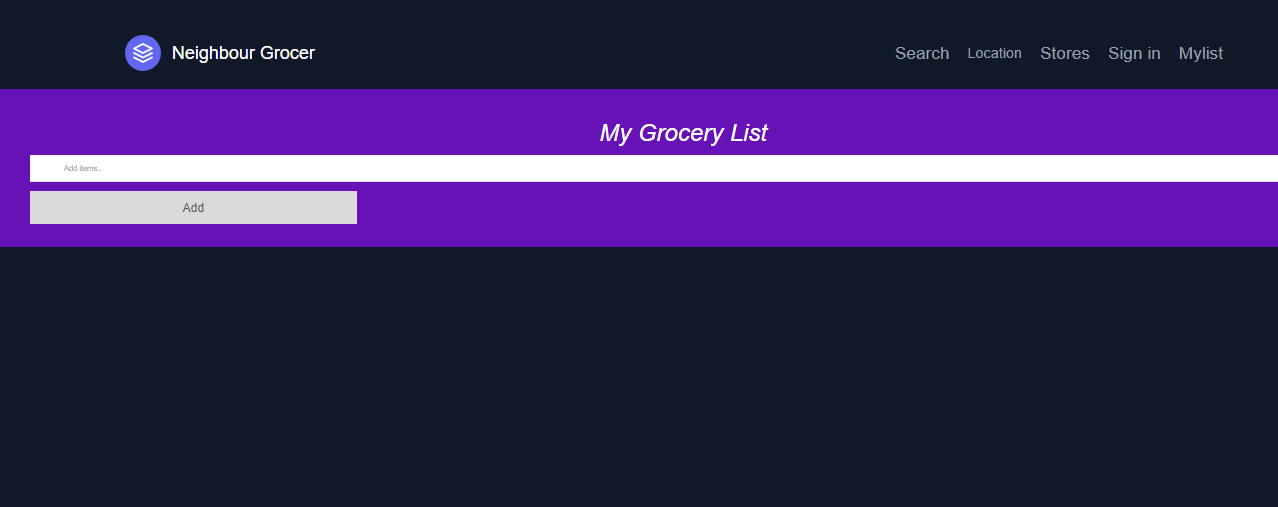 Neighbour Grocer
Search Location Stores Sign in Mylist
My Grocery List
Add items..
Add